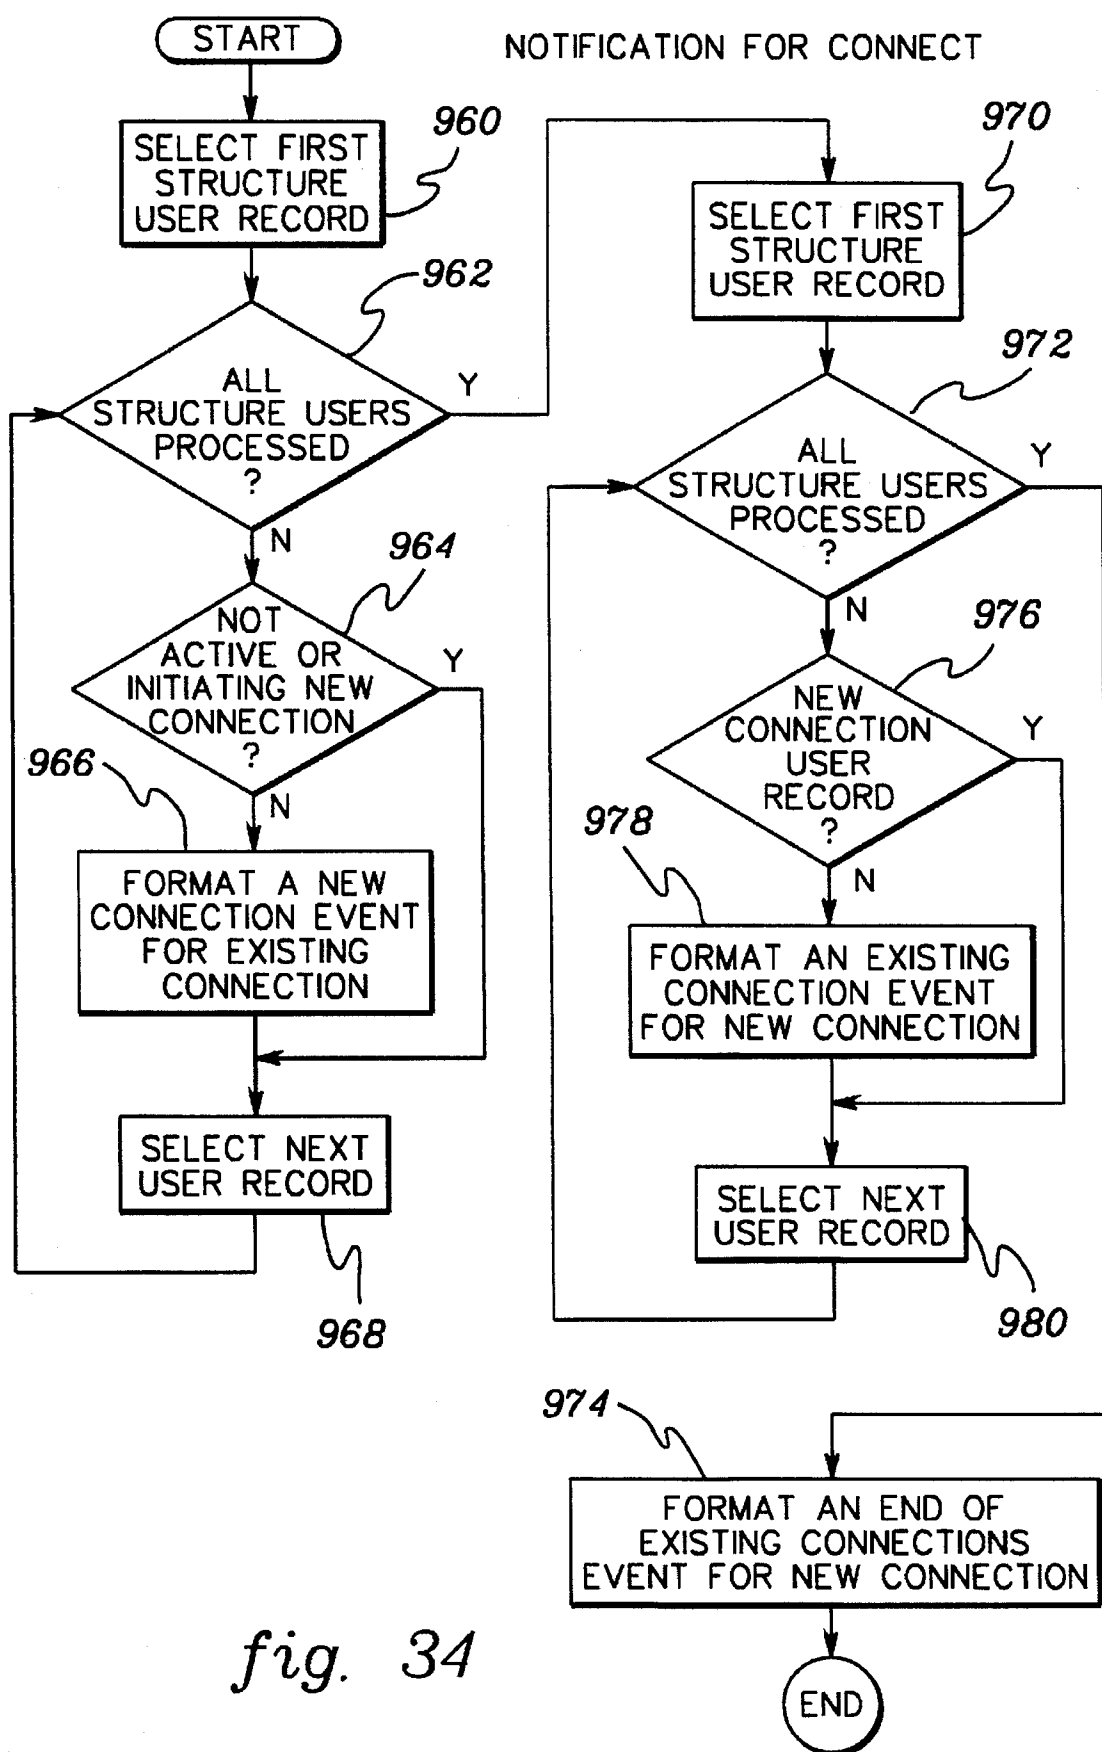 START
NOTIFICATION FOR CONNECT
960
SELECT FIRST
STRUCTURE
USER RECORD
962
ALL
STRUCTURE USERS
PROCESSED
?
Y
N
964
NOT
ACTIVE OR
INITIATING NEW
CONNECTION
?
Y
N
966
FORMAT A NEW
CONNECTION EVENT
FOR EXISTING
CONNECTION
SELECT NEXT
USER RECORD
968
970
SELECT FIRST
STRUCTURE
USER RECORD
972
ALL
STRUCTURE USERS
PROCESSED
?
Y
N
976
NEW
CONNECTION
USER
RECORD
?
Y
N
978
FORMAT AN EXISTING
CONNECTION EVENT
FOR NEW CONNECTION
SELECT NEXT
USER RECORD
980
974
FORMAT AN END OF
EXISTING CONNECTIONS
EVENT FOR NEW CONNECTION
END
fig. 34